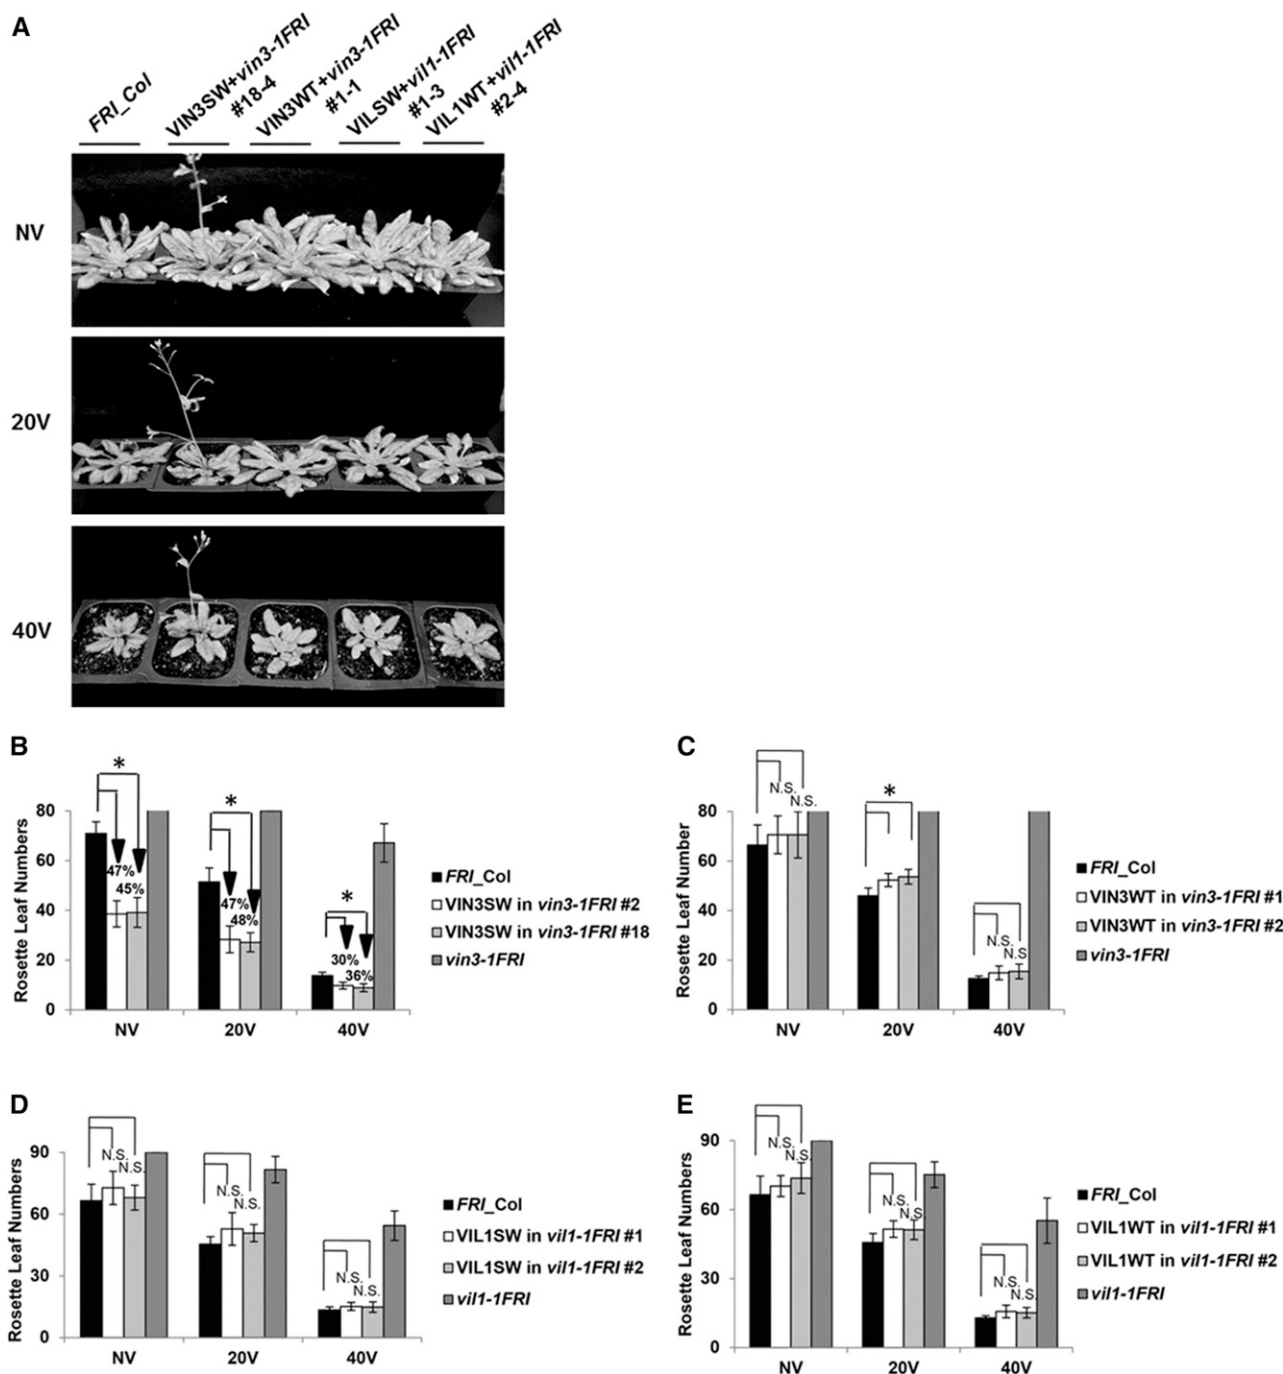 A
FRI_Col
VIN3SW+vin3-1FRI
#18-4
VIN3WT+vin3-1FRI
#1-1
VILSW+vil1-1FRI
#1-3
VIL1WT+vil1-1FRI
#2-4
NV
20V
40V
B
Rosette Leaf Numbers
80
60
40
20
0
*
47%
45%
*
47%
48%
*
30%
36%
NV
20V
40V
FRI_Col
VIN3SW in vin3-1FRI #2
VIN3SW in vin3-1FRI #18
vin3-1FRI
C
Rosette Leaf Number
80
60
40
20
0
N.S.
N.S.
*
N.S.
N.S
NV
20V
40V
FRI_Col
VIN3WT in vin3-1FRI #1
VIN3WT in vin3-1FRI #2
vin3-1FRI
D
Rosette Leaf Numbers
90
60
30
0
N.S.
N.S.
N.S.
N.S.
N.S.
N.S.
NV
20V
40V
FRI_Col
VIL1SW in vil1-1FRI #1
VIL1SW in vil1-1FRI #2
vil1-1FRI
E
Rosette Leaf Numbers
90
60
30
0
N.S.
N.S.
N.S.
N.S.
N.S.
N.S.
NV
20V
40V
FRI_Col
VIL1WT in vil1-1FRI #1
VIL1WT in vil1-1FRI #2
vil1-1FRI